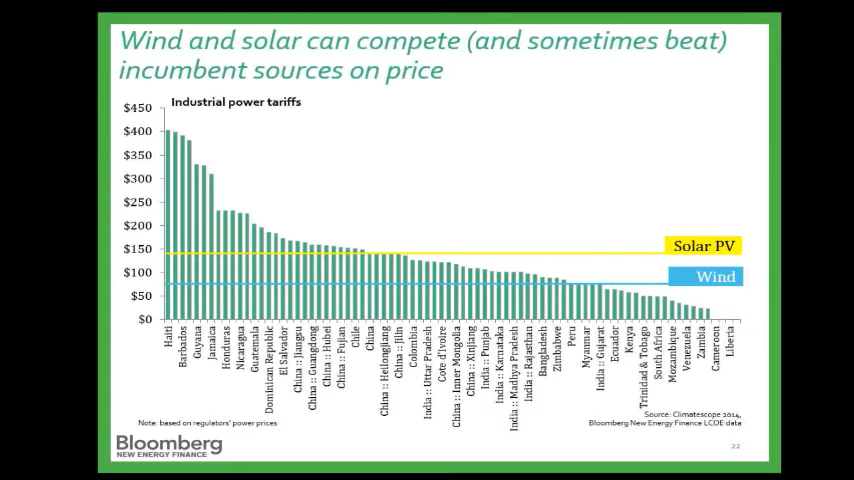 Wind and solar can compete (and sometimes beat)
incumbent sources on price
Industrial power tariffs
$450
$400
$350
$300
$250
$200
$150
$100
$50
$0
Solar PV
Wind
Haiti
Barbados
Guyana
Jamaica
Honduras
Nicaragua
Guatemala
Dominican Republic
El Salvador
China :: Jiangsu
China :: Guangdong
China :: Hubei
China :: Fujian
Chile
China
China :: Heilongjiang
China :: Jilin
Colombia
India :: Uttar Pradesh
Cote d'Ivoire
China :: Inner Mongolia
China :: Xinjiang
India :: Punjab
India :: Karnataka
India :: Madhya Pradesh
India :: Rajasthan
Bangladesh
Zimbabwe
Peru
Myanmar
India :: Gujarat
Ecuador
Kenya
Trinidad & Tobago
South Africa
Mozambique
Venezuela
Zambia
Cameroon
Liberia
Note: based on regulators' power prices
Source: Climatescope 2014,
Bloomberg New Energy Finance LCOE data
Bloomberg
NEW ENERGY FINANCE
22